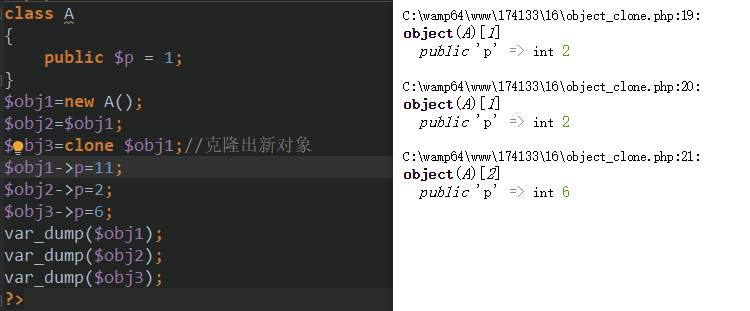 class A
{
    public $p = 1;
}
$obj1=new A();
$obj2=$obj1;
$obj3=clone $obj1;//克隆出新对象
$obj1->p=11;
$obj2->p=2;
$obj3->p=6;
var_dump($obj1);
var_dump($obj2);
var_dump($obj3);
?>
C:\wamp64\www\174133\16\object_clone.php:19:
object(A)[1]
  public 'p' => int 2
C:\wamp64\www\174133\16\object_clone.php:20:
object(A)[1]
  public 'p' => int 2
C:\wamp64\www\174133\16\object_clone.php:21:
object(A)[2]
  public 'p' => int 6